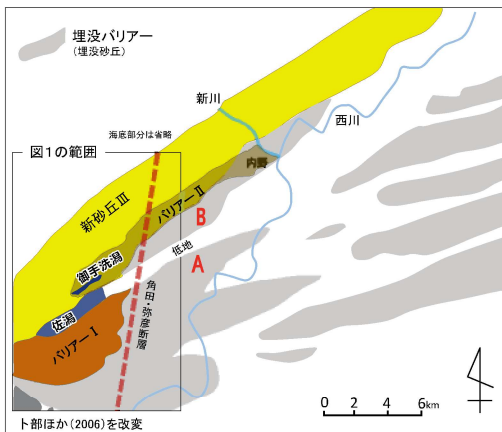 埋没バリアー
(埋没砂丘)
新川
西川
海底部分は省略
図1の範囲
内野
新砂丘Ⅲ
バリアーⅡ
B
低地
A
御手洗潟
角田・弥彦断層
佐潟
バリアーⅠ
0 2 4 6km
卜部ほか(2006)を改変